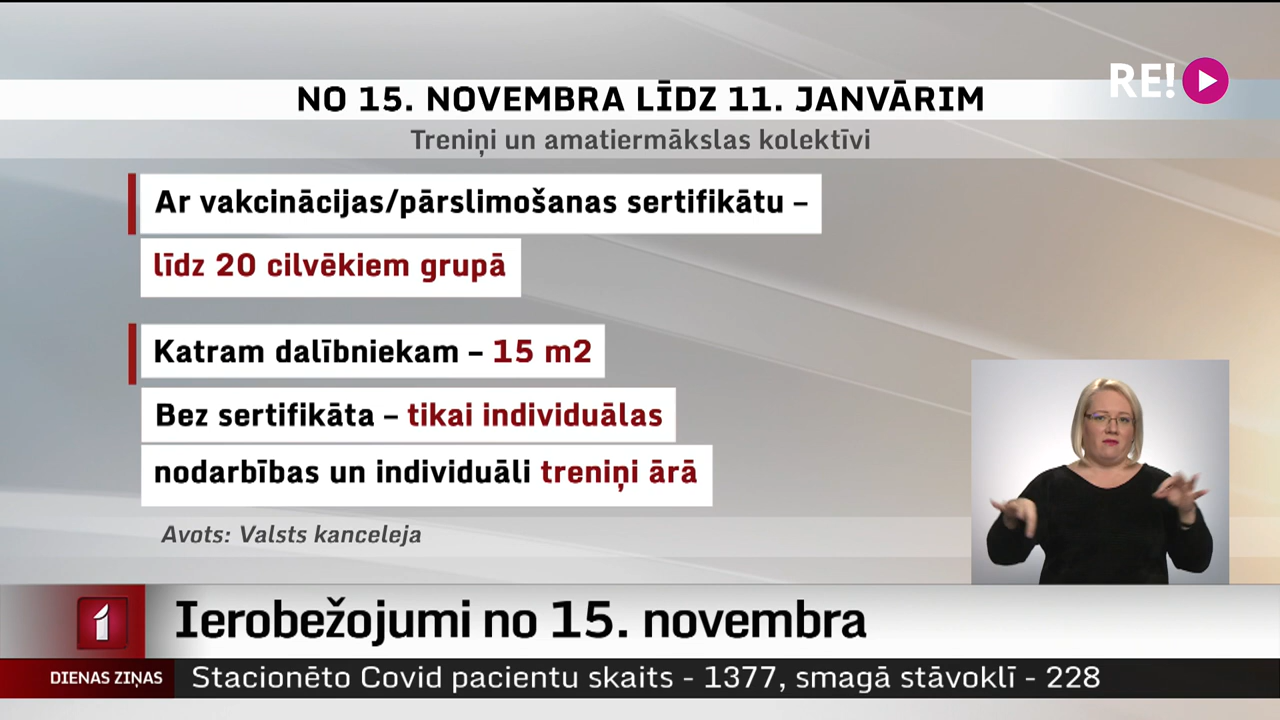 RE!
NO 15. NOVEMBRA LĪDZ 11. JANVĀRIM
Treniņi un amatiermākslas kolektīvi
Ar vakcinācijas/pārslimošanas sertifikātu –
līdz 20 cilvēkiem grupā
Katram dalībniekam – 15 m2
Bez sertifikāta – tikai individuālas
nodarbības un individuāli treniņi ārā
Avots: Valsts kanceleja
1 Ierobežojumi no 15. novembra
DIENAS ZIŅAS Stacionēto Covid pacientu skaits - 1377, smagā stāvoklī - 228